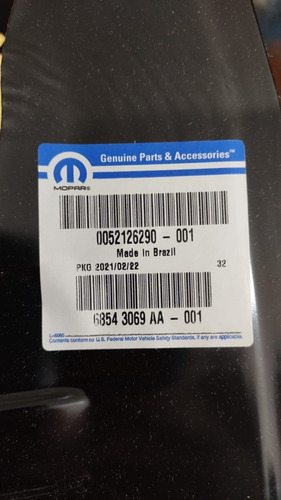 Genuine Parts & Accessories™
MOPAR®
0052126290 - 001
Made in Brazil
PKG 2021/02/22 32
6854 3069 AA - 001
Contents conform to U.S. Federal Motor Vehicle Safety Standards, if any are applicable.